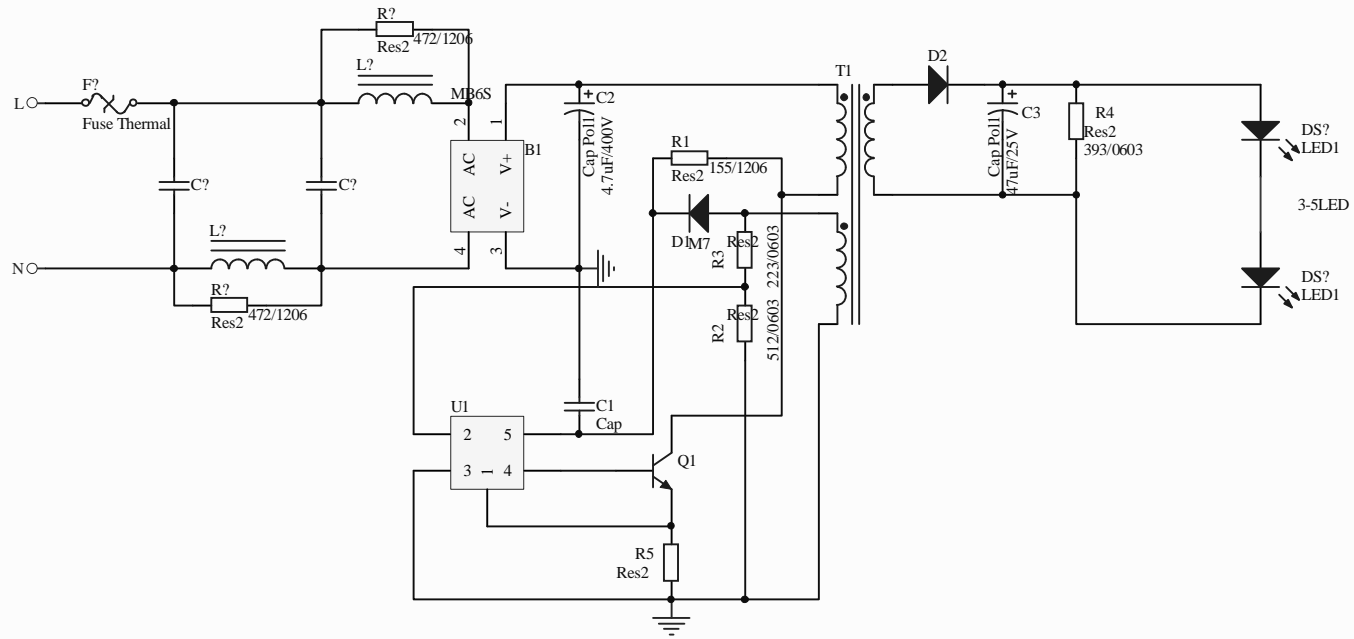 R?
Res2
472/1206
L?
F?
L
Fuse Thermal
MB6S
2
1
AC
V+
AC
V-
4
3
B1
C2
Cap Pol1
4.7uF/400V
C?
C?
L?
N
R?
Res2
472/1206
R1
Res2
155/1206
D1
M7
Res2
R3
223/0603
Res2
R2
512/0603
T1
D2
C3
Cap Pol1
47uF/25V
R4
Res2
393/0603
DS?
LED1
3-5LED
DS?
LED1
U1
2
5
3
1
4
C1
Cap
Q1
R5
Res2